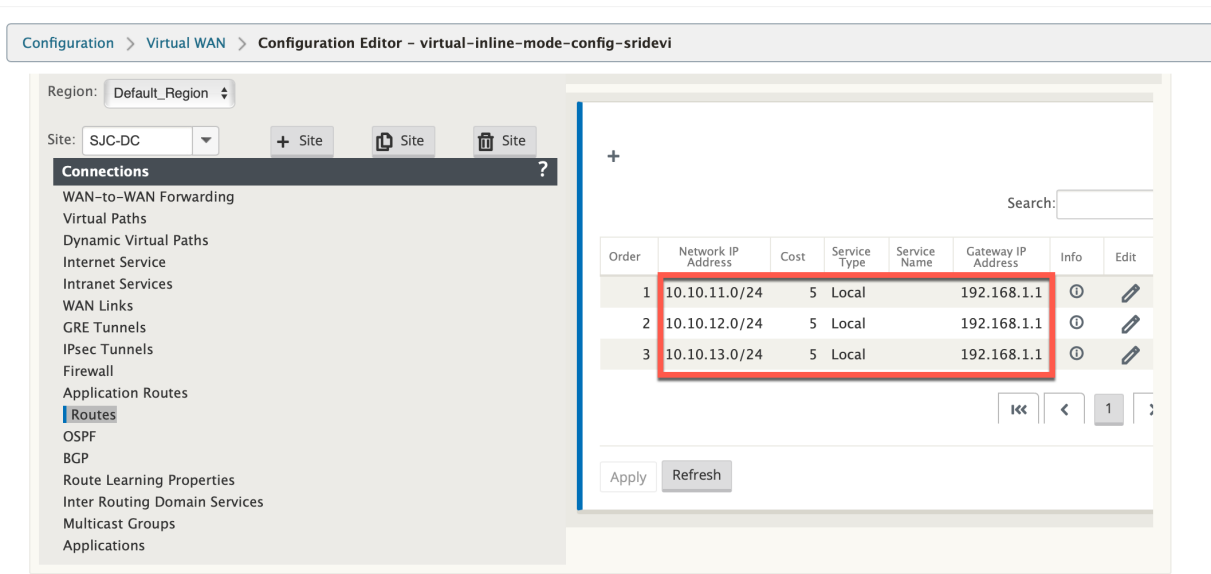 Configuration > Virtual WAN > Configuration Editor – virtual-inline-mode-config-sridevi
Region: Default_Region
Site: SJC-DC + Site Site Site
Connections ?
WAN-to-WAN Forwarding
Virtual Paths
Dynamic Virtual Paths
Internet Service
Intranet Services
WAN Links
GRE Tunnels
IPsec Tunnels
Firewall
Application Routes
Routes
OSPF
BGP
Route Learning Properties
Inter Routing Domain Services
Multicast Groups
Applications
+
Search:
Order Network IP Address Cost Service Type Service Name Gateway IP Address Info Edit
1 10.10.11.0/24 5 Local 192.168.1.1
2 10.10.12.0/24 5 Local 192.168.1.1
3 10.10.13.0/24 5 Local 192.168.1.1
1
Apply Refresh